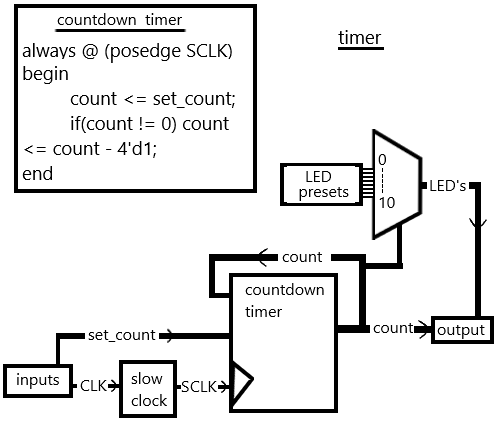 countdown timer
always @ (posedge SCLK)
begin
count <= set_count;
if(count != 0) count
<= count - 4'd1;
end
timer
0
10
LED
presets
LED's
count
countdown
timer
set_count
count
output
inputs
CLK
slow
clock
SCLK